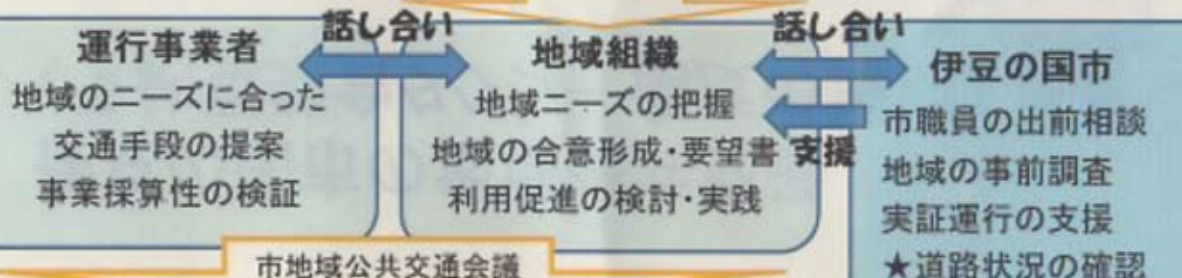 運行事業者
地域のニーズに合った
交通手段の提案
事業採算性の検証
話し合い
地域組織
地域ニーズの把握
地域の合意形成・要望書
利用促進の検討・実践
話し合い
支援
伊豆の国市
市職員の出前相談
地域の事前調査
実証運行の支援
★道路状況の確認
市地域公共交通会議